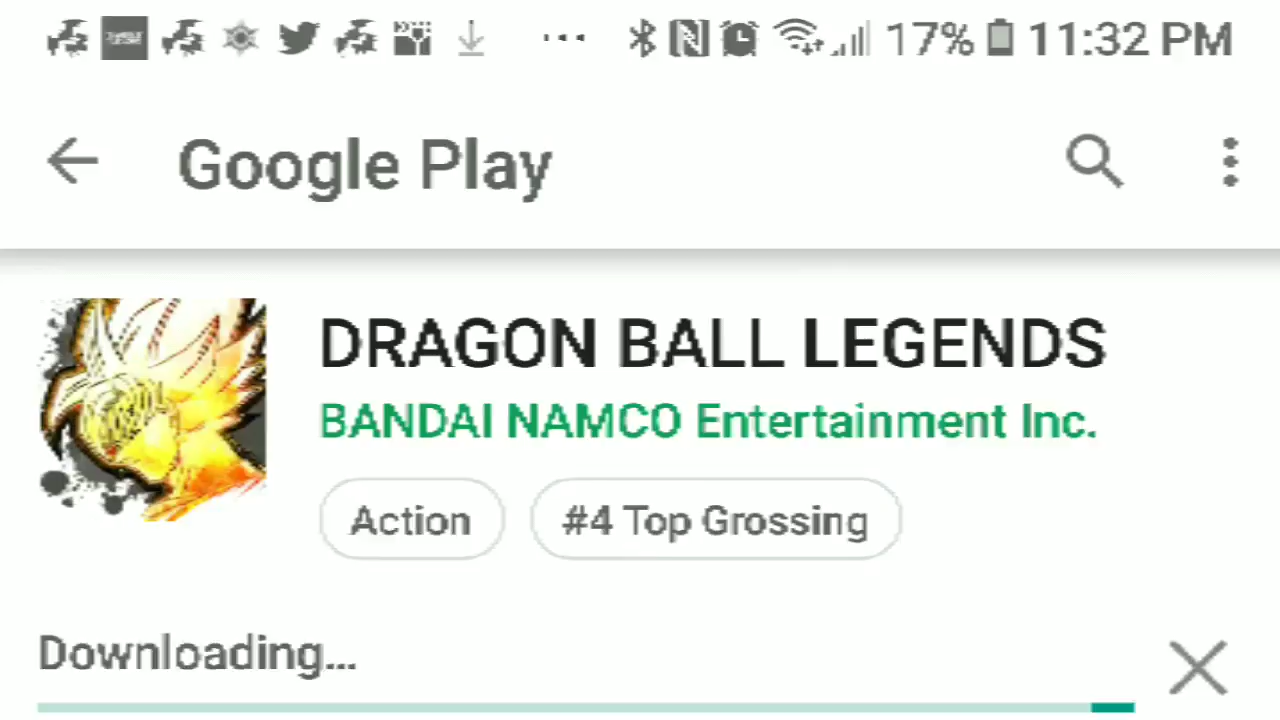 17% 11:32 PM
Google Play
DRAGON BALL LEGENDS
BANDAI NAMCO Entertainment Inc.
Action #4 Top Grossing
Downloading...